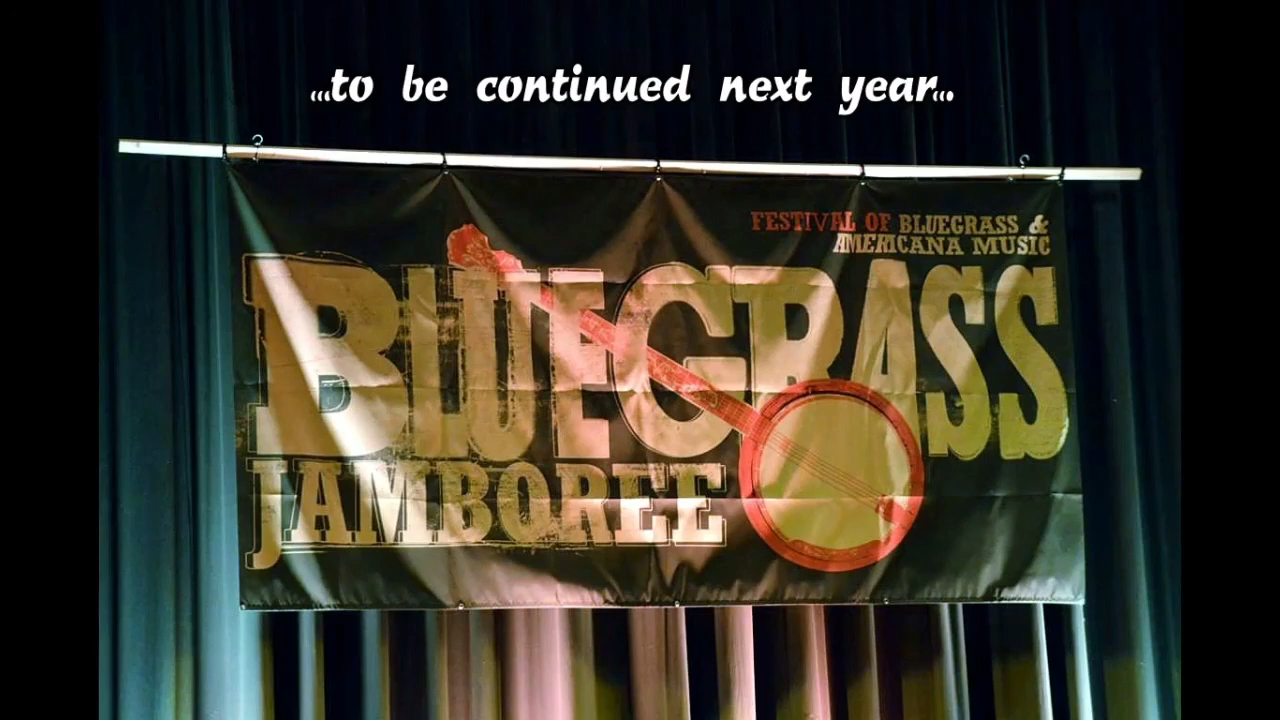 ...to be continued next year...
FESTIVAL OF BLUEGRASS &
AMERICANA MUSIC
BLUEGRASS
JAMBOREE